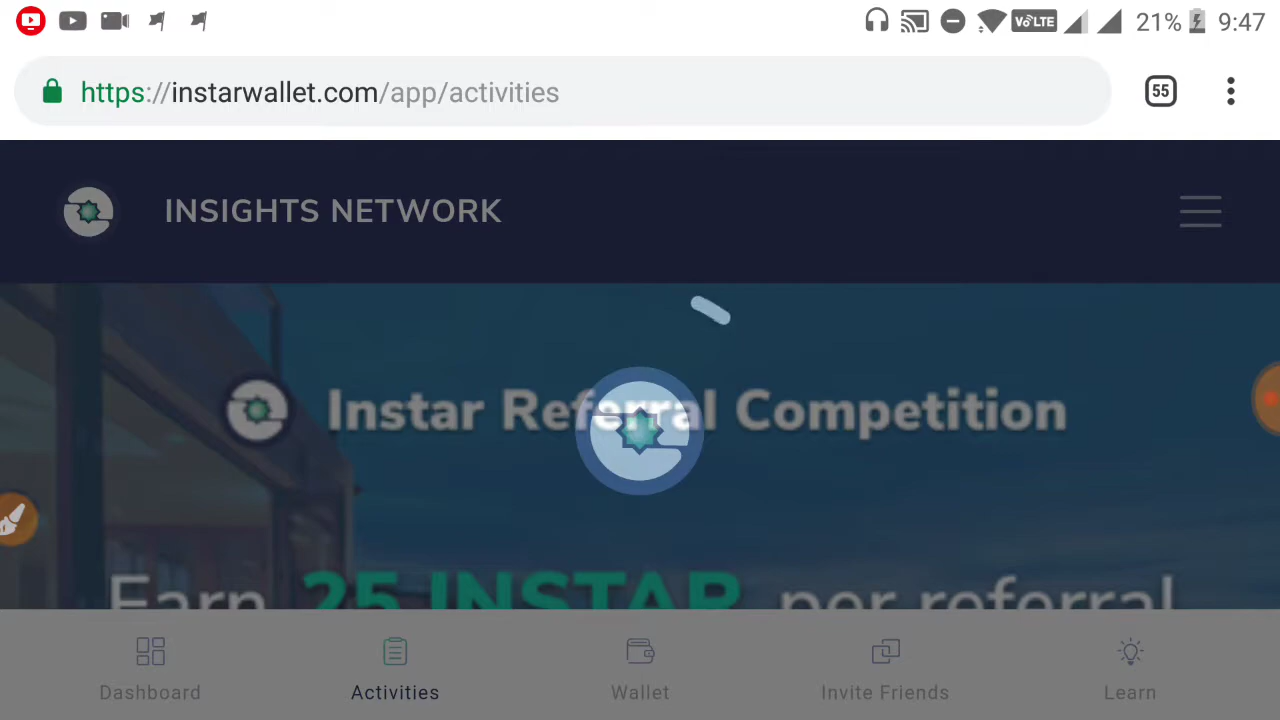 VoLTE 21% 9:47
https://instarwallet.com/app/activities 55
INSIGHTS NETWORK
Instar Referral Competition
Earn 25 INSTAR per referral
Dashboard Activities Wallet Invite Friends Learn